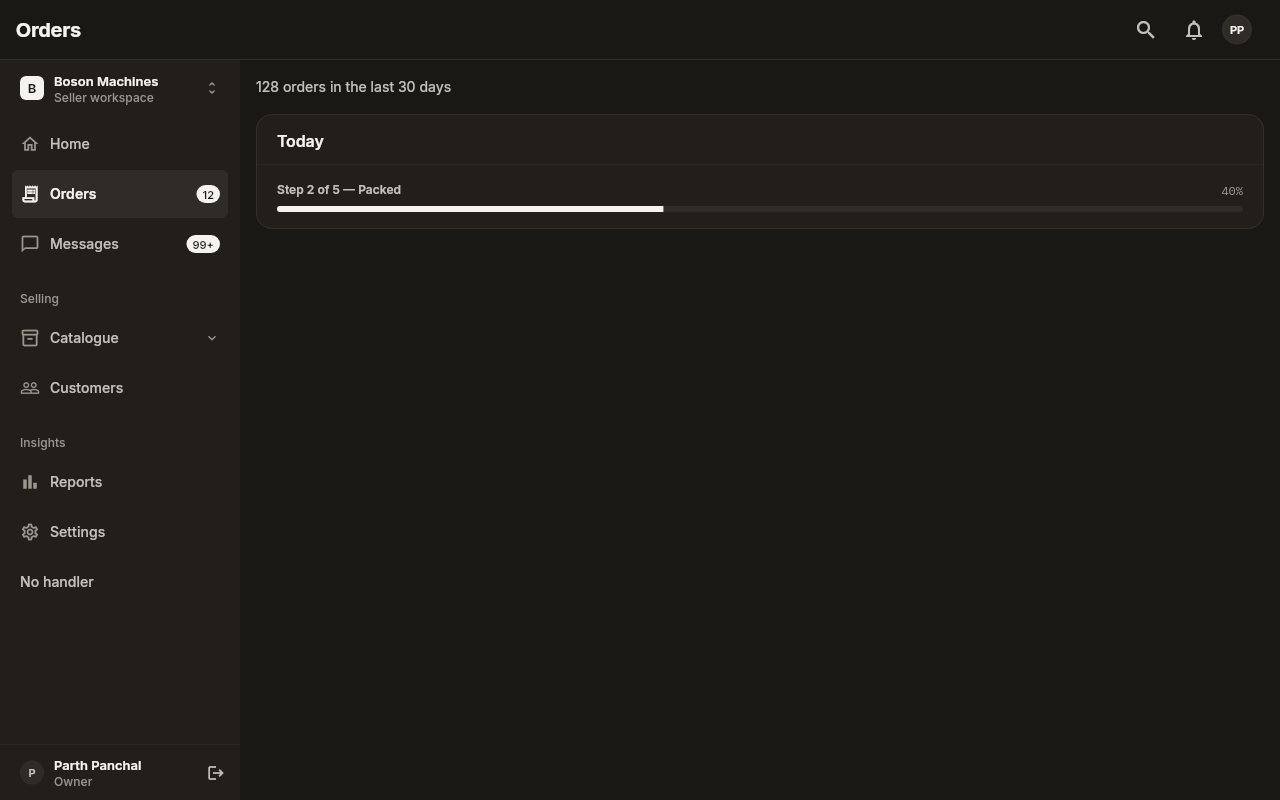 Orders
PP
B
Boson Machines
Seller workspace
Home
Orders
12
Messages
99+
Selling
Catalogue
Customers
Insights
Reports
Settings
No handler
P
Parth Panchal
Owner
128 orders in the last 30 days
Today
Step 2 of 5 — Packed
40%